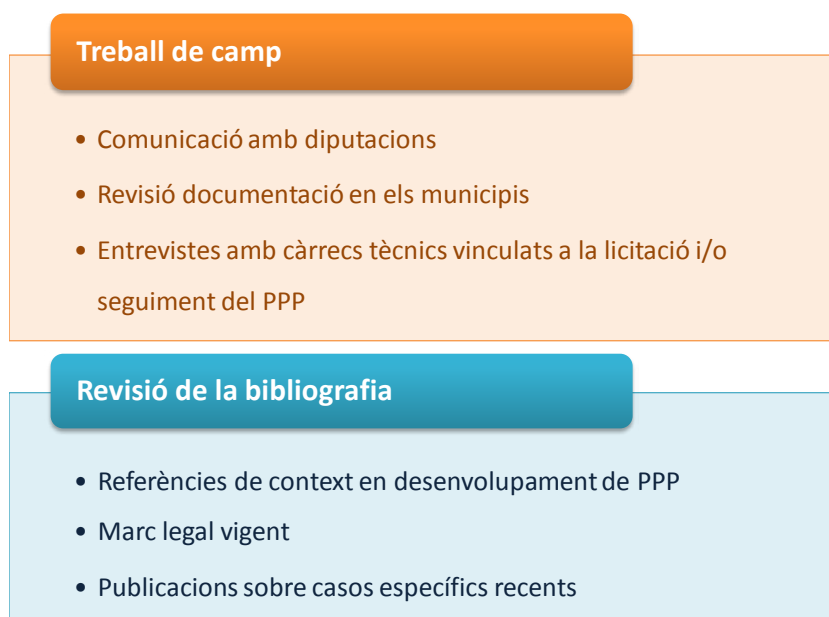 Treball de camp
• Comunicació amb diputacions
• Revisió documentació en els municipis
• Entrevistes amb càrrecs tècnics vinculats a la licitació i/o
seguiment del PPP
Revisió de la bibliografia
• Referències de context en desenvolupament de PPP
• Marc legal vigent
• Publicacions sobre casos específics recents